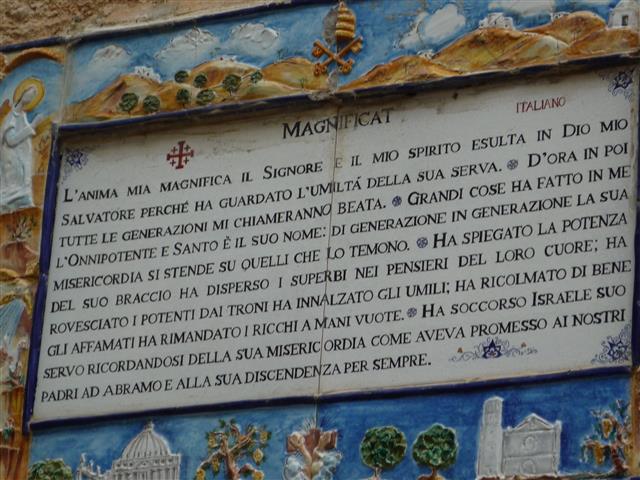 MAGNIFICAT
ITALIANO
L'ANIMA MIA MAGNIFICA IL SIGNORE E IL MIO SPIRITO ESULTA IN DIO MIO
SALVATORE PERCHÉ HA GUARDATO L'UMILTÁ DELLA SUA SERVA. D'ORA IN POI
TUTTE LE GENERAZIONI MI CHIAMERANNO BEATA. GRANDI COSE HA FATTO IN ME
L'ONNIPOTENTE E SANTO È IL SUO NOME: DI GENERAZIONE IN GENERAZIONE LA SUA
MISERICORDIA SI STENDE SU QUELLI CHE LO TEMONO. HA SPIEGATO LA POTENZA
DEL SUO BRACCIO HA DISPERSO I SUPERBI NEI PENSIERI DEL LORO CUORE; HA
ROVESCIATO I POTENTI DAI TRONI HA INNALZATO GLI UMILI; HA RICOLMATO DI BENE
GLI AFFAMATI HA RIMANDATO I RICCHI A MANI VUOTE. HA SOCCORSO ISRAELE SUO
SERVO RICORDANDOSI DELLA SUA MISERICORDIA COME AVEVA PROMESSO AI NOSTRI
PADRI AD ABRAMO E ALLA SUA DISCENDENZA PER SEMPRE.